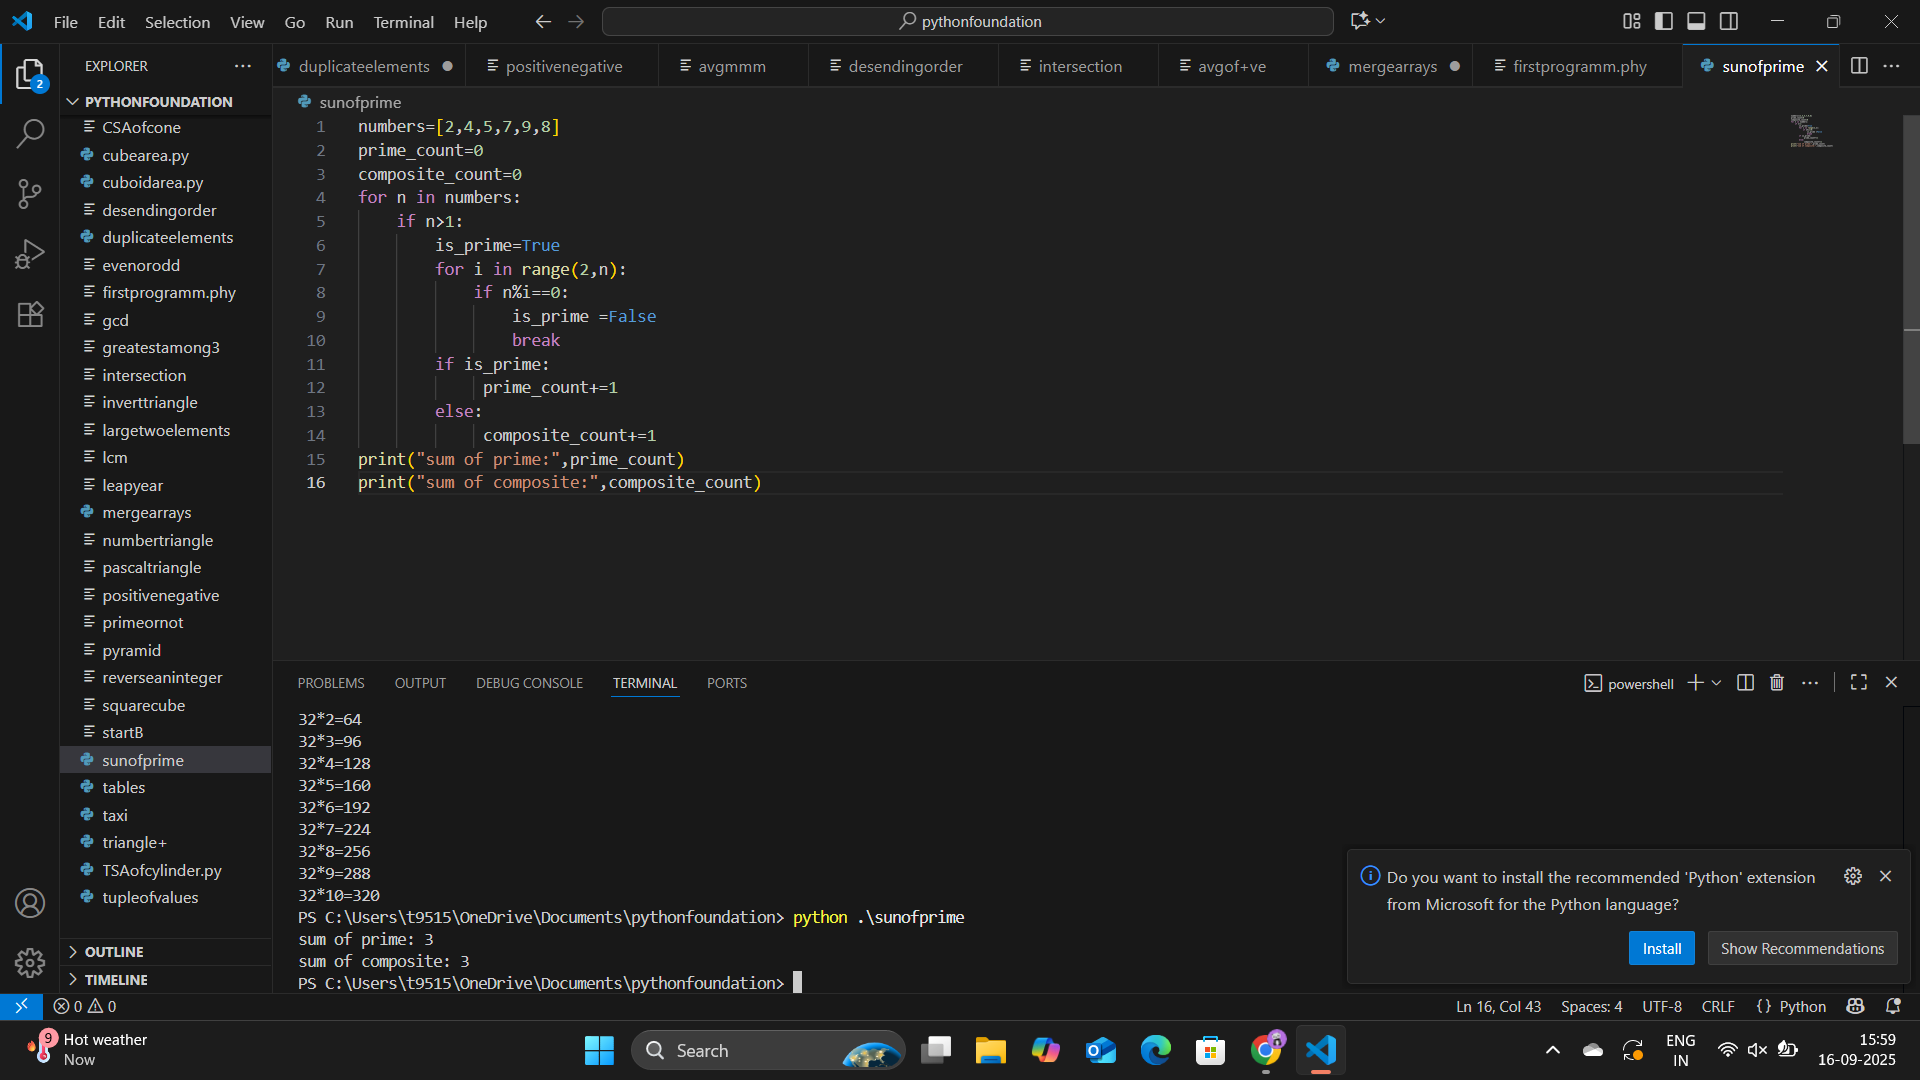 File Edit Selection View Go Run Terminal Help
pythonfoundation
EXPLORER
2
PYTHONFOUNDATION
CSAofcone
cubearea.py
cuboidarea.py
desendingorder
duplicateelements
evenorodd
firstprogramm.phy
gcd
greatestamong3
intersection
inverttriangle
largetwoelements
lcm
leapyear
mergearrays
numbertriangle
pascaltriangle
positivenegative
primeornot
pyramid
reverseaninteger
squarecube
startB
sunofprime
tables
taxi
triangle+
TSAofcylinder.py
tupleofvalues
OUTLINE
TIMELINE
duplicateelements positivenegative avgmmm desendingorder intersection avgof+ve mergearrays firstprogramm.phy sunofprime
sunofprime
1 numbers=[2,4,5,7,9,8]
2 prime_count=0
3 composite_count=0
4 for n in numbers:
5 if n>1:
6 is_prime=True
7 for i in range(2,n):
8 if n%i==0:
9 is_prime =False
10 break
11 if is_prime:
12 prime_count+=1
13 else:
14 composite_count+=1
15 print("sum of prime:",prime_count)
16 print("sum of composite:",composite_count)
PROBLEMS OUTPUT DEBUG CONSOLE TERMINAL PORTS
powershell
32*2=64
32*3=96
32*4=128
32*5=160
32*6=192
32*7=224
32*8=256
32*9=288
32*10=320
PS C:\Users\t9515\OneDrive\Documents\pythonfoundation> python .\sunofprime
sum of prime: 3
sum of composite: 3
PS C:\Users\t9515\OneDrive\Documents\pythonfoundation>
Do you want to install the recommended 'Python' extension
from Microsoft for the Python language?
Install Show Recommendations
0 0
Ln 16, Col 43 Spaces: 4 UTF-8 CRLF {} Python
9
Hot weather
Now
Search
ENG
IN
15:59
16-09-2025